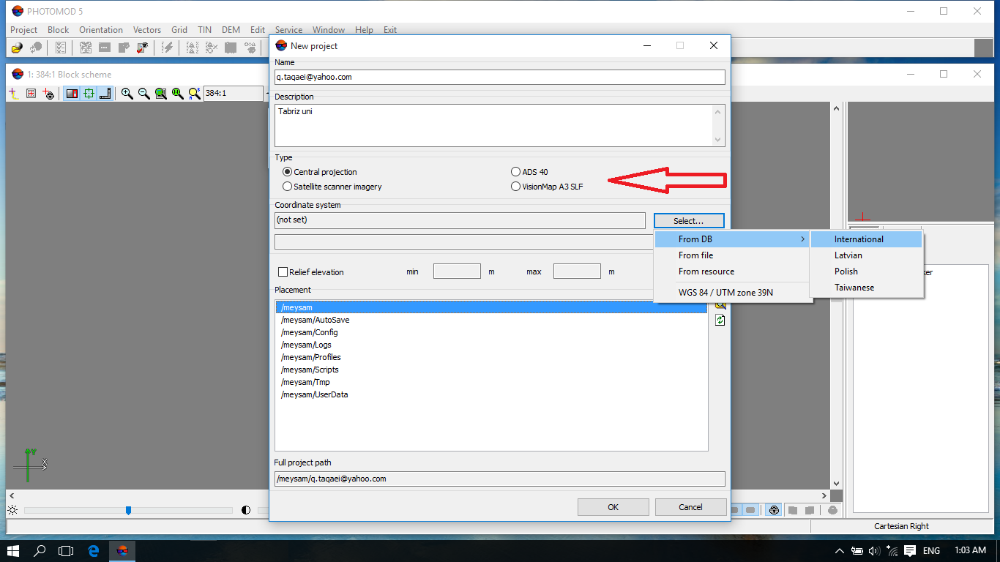 PHOTOMOD 5
Project Block Orientation Vectors Grid TIN DEM Edit Service Window Help Exit
New project
1: 384:1 Block scheme
384:1
Name
q.taqaei@yahoo.com
Description
Tabriz uni
Type
Central projection
ADS 40
Satellite scanner imagery
VisionMap A3 SLF
Coordinate system
(not set)
Select...
From DB
International
From file
Latvian
From resource
Polish
WGS 84 / UTM zone 39N
Taiwanese
Relief elevation min m max m
Placement
/meysam
/meysam/AutoSave
/meysam/Config
/meysam/Logs
/meysam/Profiles
/meysam/Scripts
/meysam/Tmp
/meysam/UserData
Y
X
Full project path
/meysam/q.taqaei@yahoo.com
OK
Cancel
Cartesian Right
ENG
1:03 AM